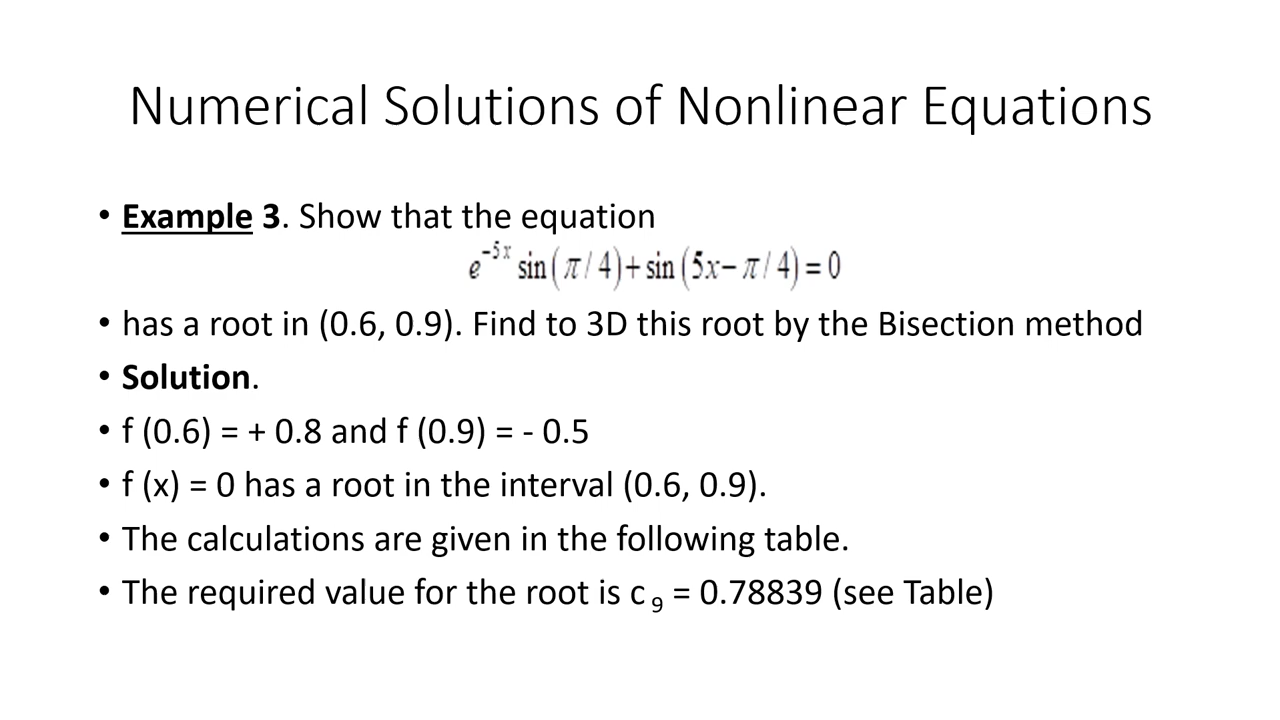 Numerical Solutions of Nonlinear Equations
• Example 3. Show that the equation
e^{-5x} sin(π/4)+sin(5x−π/4)=0
• has a root in (0.6, 0.9). Find to 3D this root by the Bisection method
• Solution.
• f (0.6) = + 0.8 and f (0.9) = - 0.5
• f (x) = 0 has a root in the interval (0.6, 0.9).
• The calculations are given in the following table.
• The required value for the root is c ₉ = 0.78839 (see Table)